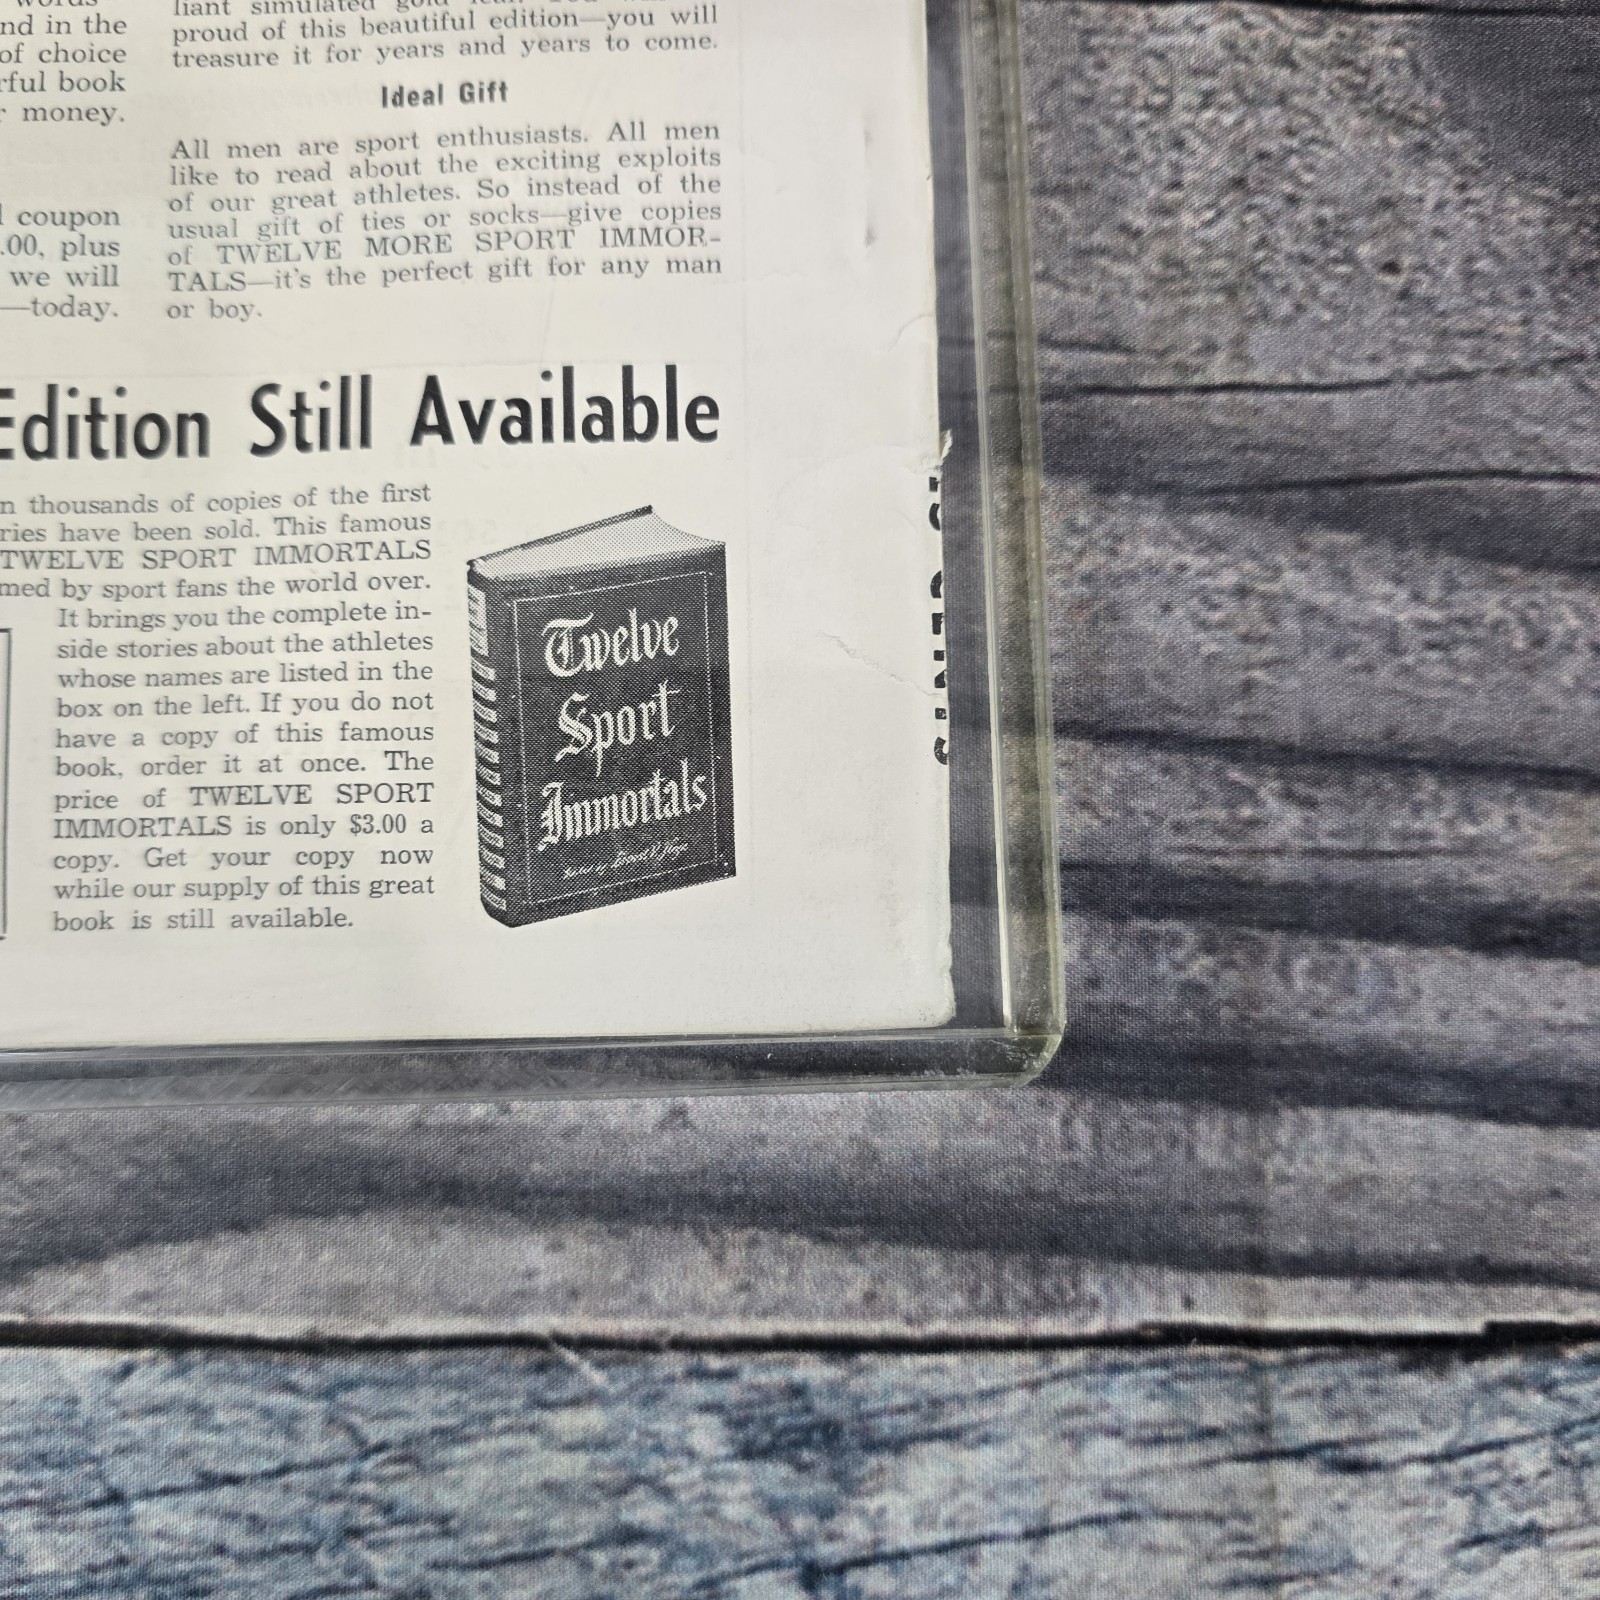 nd in the
of choice
rful book
money.
coupon
.00, plus
we will
—today.
liant simulated gold
proud of this beautiful edition—you will
treasure it for years and years to come.
Ideal Gift
All men are sport enthusiasts. All men
like to read about the exciting exploits
of our great athletes. So instead of the
usual gift of ties or socks—give copies
of TWELVE MORE SPORT IMMOR-
TALS—it's the perfect gift for any man
or boy.
Edition Still Available
n thousands of copies of the first
ries have been sold. This famous
TWELVE SPORT IMMORTALS
med by sport fans the world over.
It brings you the complete in-
side stories about the athletes
whose names are listed in the
box on the left. If you do not
have a copy of this famous
book, order it at once. The
price of TWELVE SPORT
IMMORTALS is only $3.00 a
copy. Get your copy now
while our supply of this great
book is still available.
Twelve
Sport
Immortals